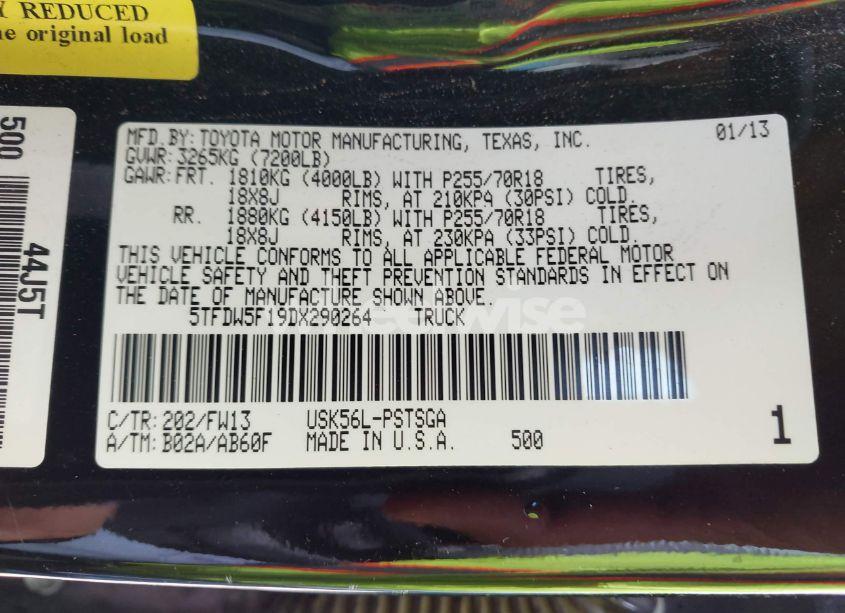 Y REDUCED
he original load
500
44J5T
MFD.BY:TOYOTA MOTOR MANUFACTURING, TEXAS, INC. 01/13
GVWR:3265KG (7200LB)
GAWR:FRT. 1810KG (4000LB) WITH P255/70R18 TIRES,
18X8J RIMS, AT 210KPA (30PSI) COLD.
RR. 1880KG (4150LB) WITH P255/70R18 TIRES,
18X8J RIMS, AT 230KPA (33PSI) COLD.
THIS VEHICLE CONFORMS TO ALL APPLICABLE FEDERAL MOTOR
VEHICLE SAFETY AND THEFT PREVENTION STANDARDS IN EFFECT ON
THE DATE OF MANUFACTURE SHOWN ABOVE.
5TFDW5F19DX290264 TRUCK
C/TR:202/FW13 USK56L-PSTSGA
A/TM:B02A/AB60F MADE IN U.S.A. 500 1